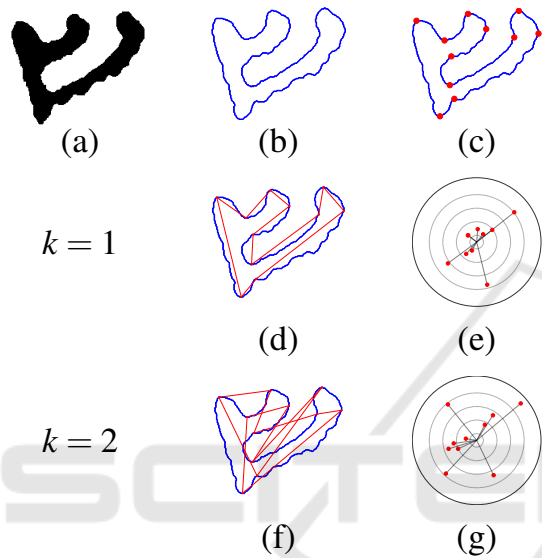 (a) (b) (c)
k = 1
(d) (e)
k = 2
(f) (g)